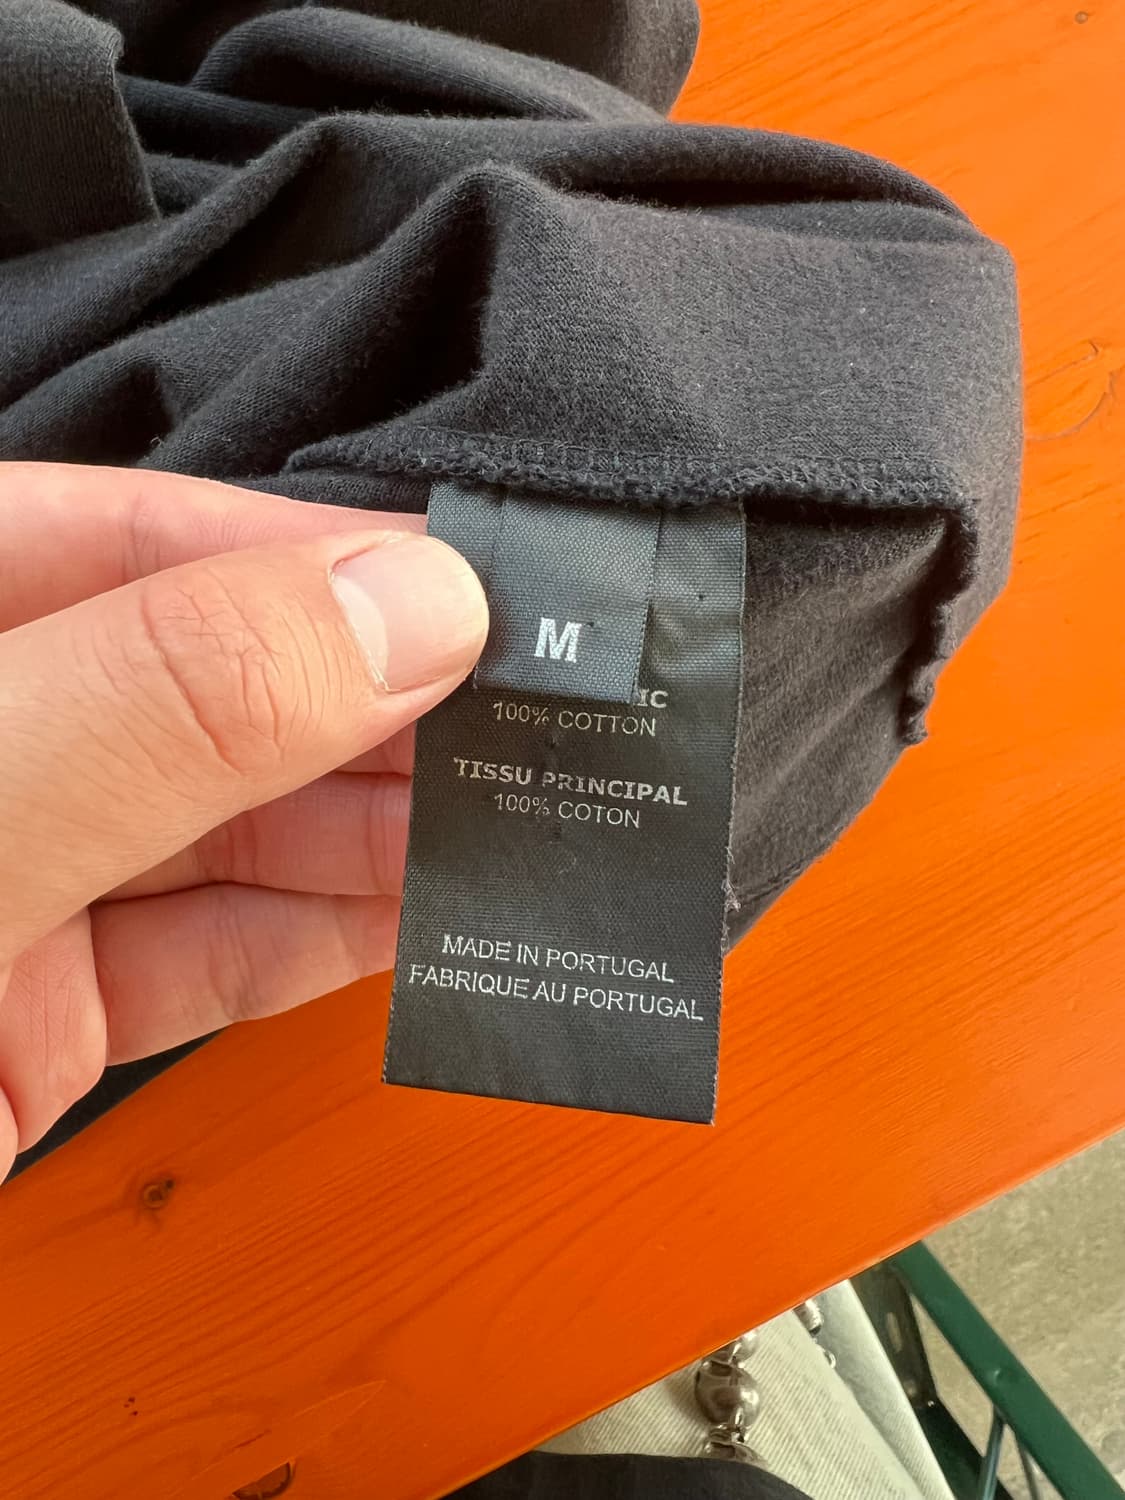 M
100% COTTON
TISSU PRINCIPAL
100% COTON
MADE IN PORTUGAL
FABRIQUE AU PORTUGAL